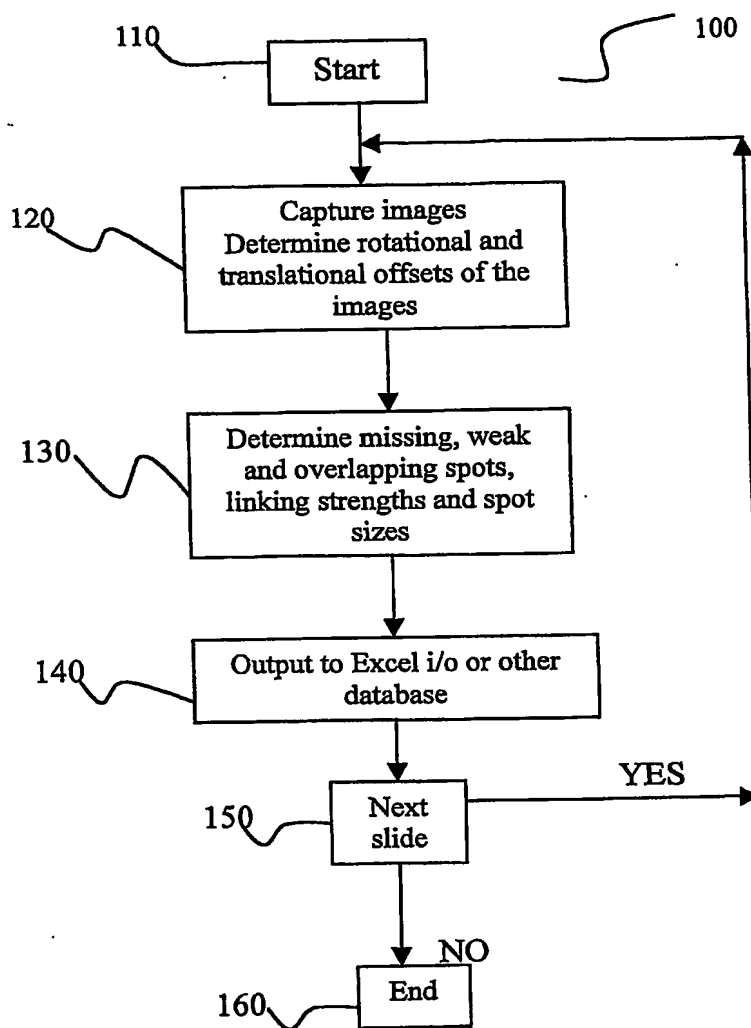 100
110
Start
120
Capture images
Determine rotational and
translational offsets of the
images
130
Determine missing, weak
and overlapping spots,
linking strengths and spot
sizes
140
Output to Excel i/o or other
database
150
Next
slide
YES
NO
160
End